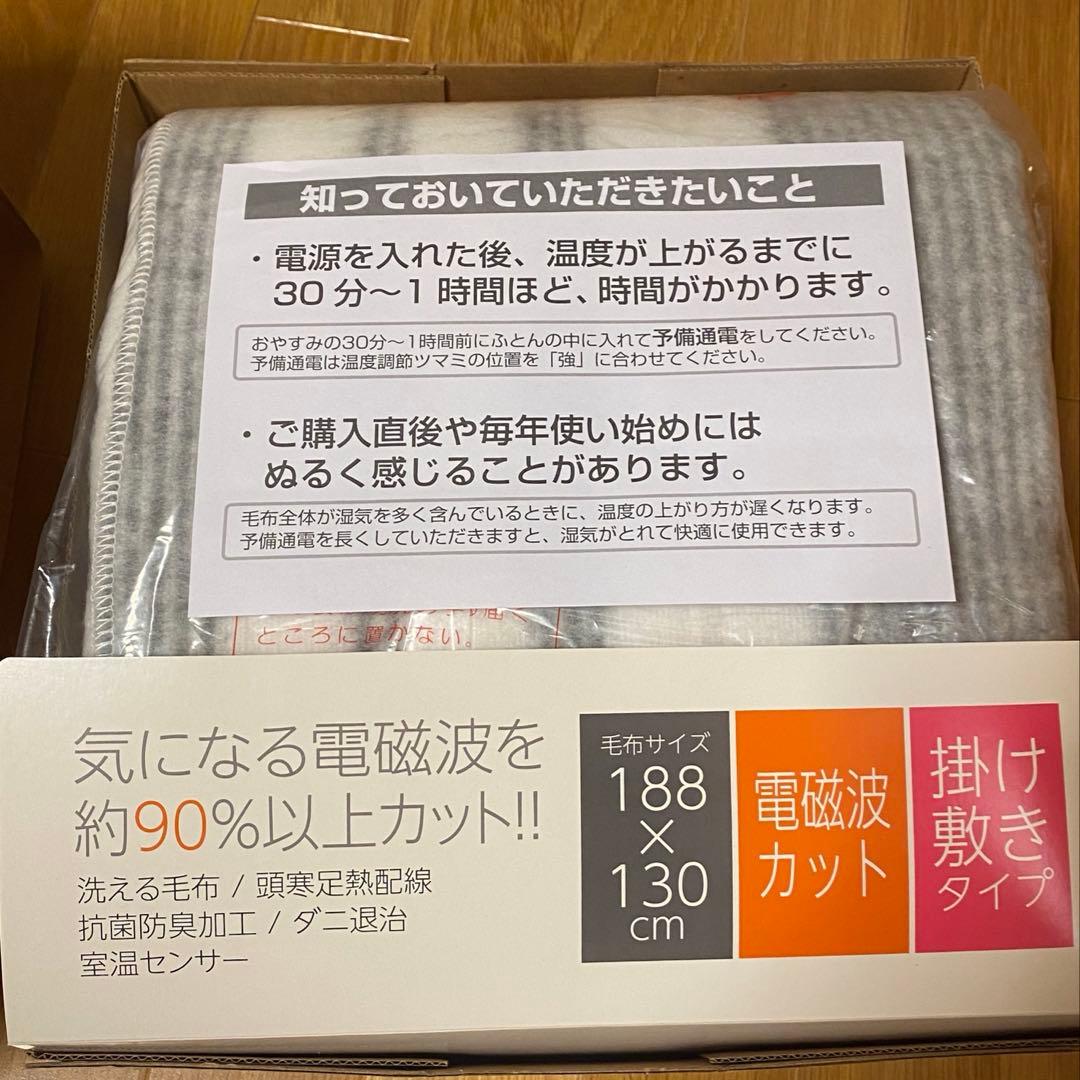 知っておいていただきたいこと
・電源を入れた後、温度が上がるまでに
30分～1時間ほど、時間がかかります。
おやすみの30分～1時間前にふとんの中に入れて予備通電をしてください。
予備通電は温度調節ツマミの位置を「強」に合わせてください。
・ご購入直後や毎年使い始めには
ぬるく感じることがあります。
毛布全体が湿気を多く含んでいるときに、温度の上がり方が遅くなります。
予備通電を長くしていただきますと、湿気がとれて快適に使用できます。
ところに置かない。
気になる電磁波を
約90%以上カット!!
洗える毛布 / 頭寒足熱配線
抗菌防臭加工 / ダニ退治
室温センサー
毛布サイズ
188
×
130
cm
電磁波
カット
掛け
敷き
タイプ